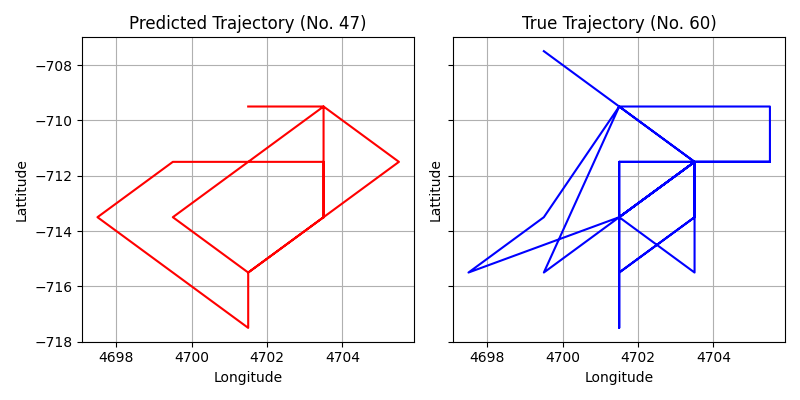 Predicted Trajectory (No. 47)
True Trajectory (No. 60)
−708
−710
−712
−714
−716
−718
Lattitude
Lattitude
4698 4700 4702 4704
4698 4700 4702 4704
Longitude
Longitude